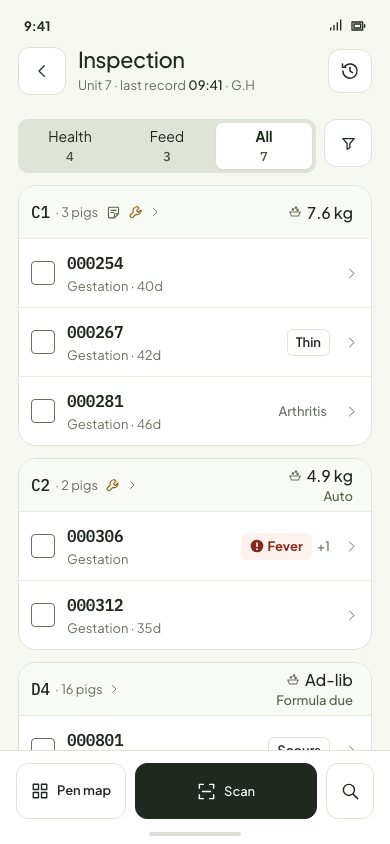 9:41
Inspection
Unit 7 · last record 09:41 · G.H
Health Feed All
4 3 7
C1 · 3 pigs 7.6 kg
000254
Gestation · 40d
000267
Gestation · 42d
Thin
000281
Gestation · 46d
Arthritis
C2 · 2 pigs 4.9 kg
Auto
000306
Gestation
Fever +1
000312
Gestation · 35d
D4 · 16 pigs Ad-lib
Formula due
000801
Scours
Pen map Scan